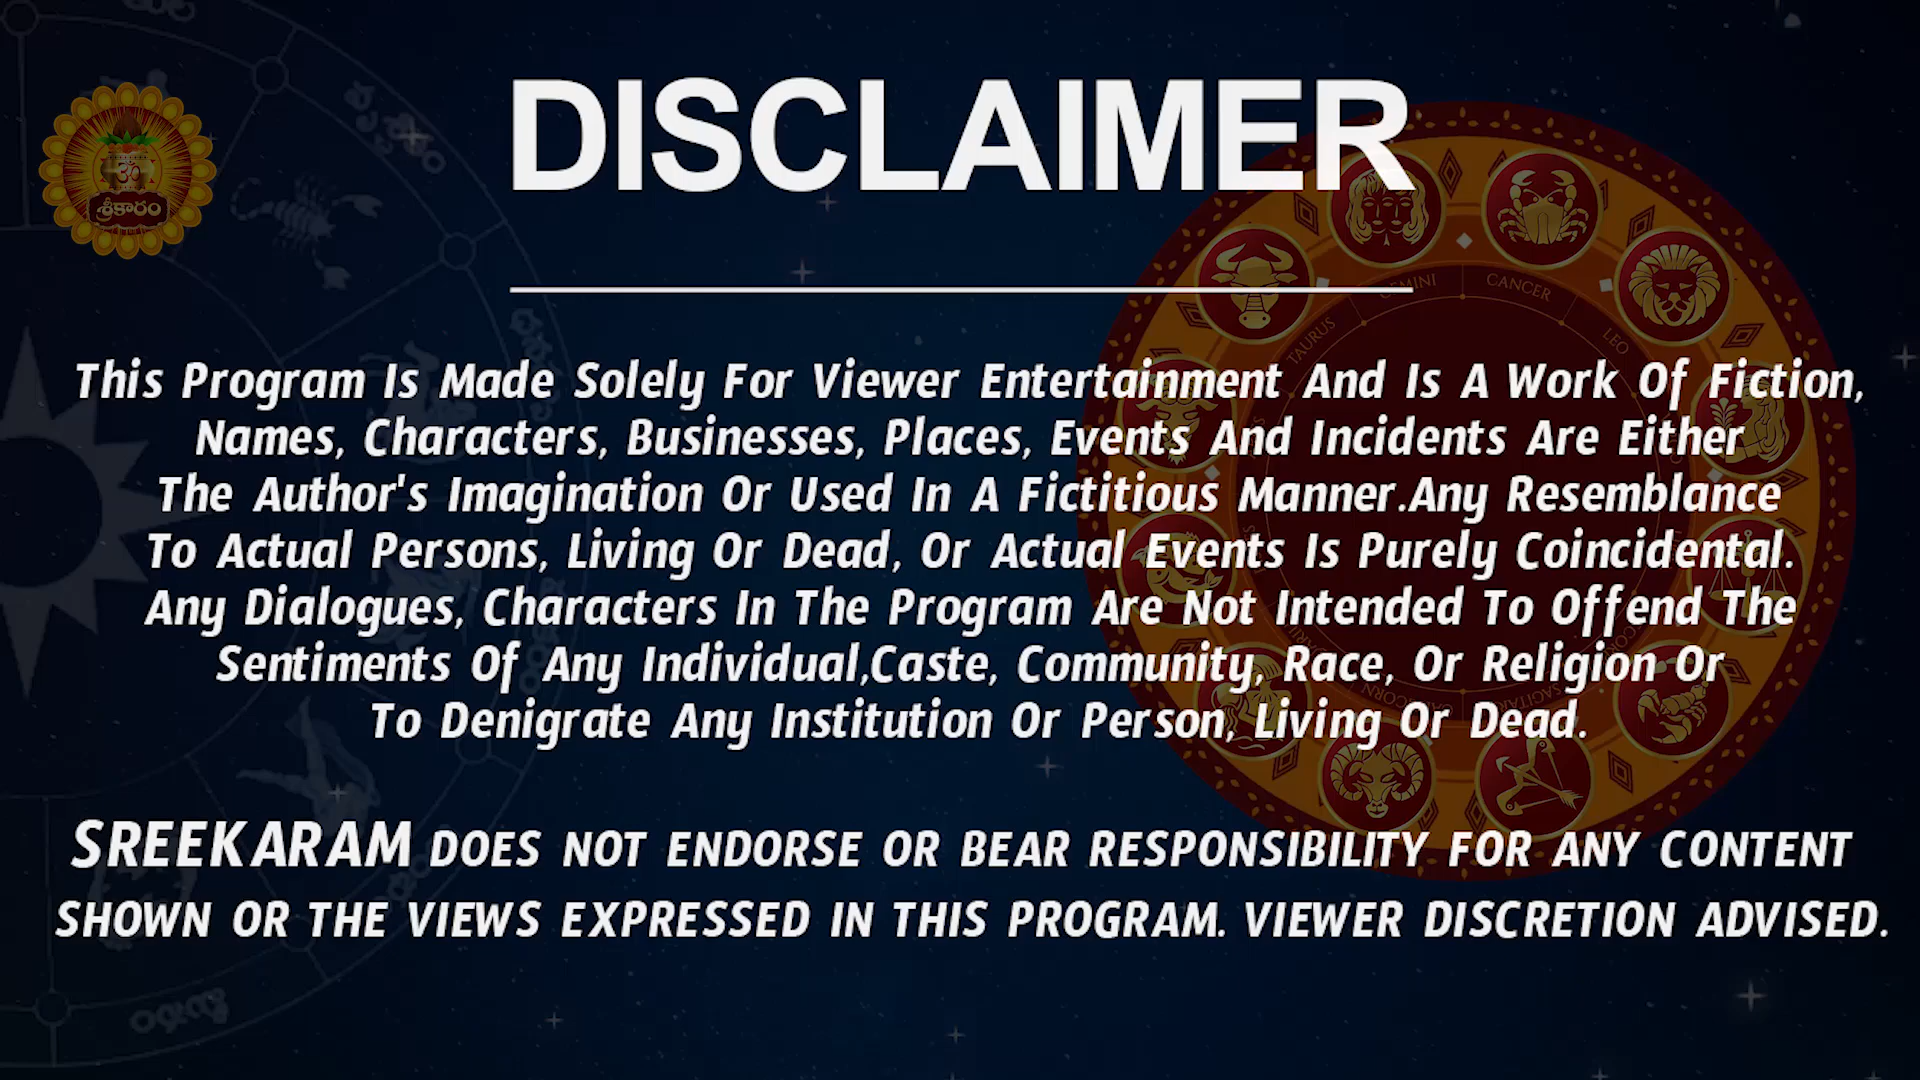 DISCLAIMER
ఓం
శ్రీకారం
GEMINI
CANCER
TAURUS
LEO
This Program Is Made Solely For Viewer Entertainment And Is A Work Of Fiction,
Names, Characters, Businesses, Places, Events And Incidents Are Either
The Author's Imagination Or Used In A Fictitious Manner.Any Resemblance
To Actual Persons, Living Or Dead, Or Actual Events Is Purely Coincidental.
Any Dialogues, Characters In The Program Are Not Intended To Offend The
Sentiments Of Any Individual,Caste, Community, Race, Or Religion Or
To Denigrate Any Institution Or Person, Living Or Dead.
SREEKARAM DOES NOT ENDORSE OR BEAR RESPONSIBILITY FOR ANY CONTENT
SHOWN OR THE VIEWS EXPRESSED IN THIS PROGRAM. VIEWER DISCRETION ADVISED.